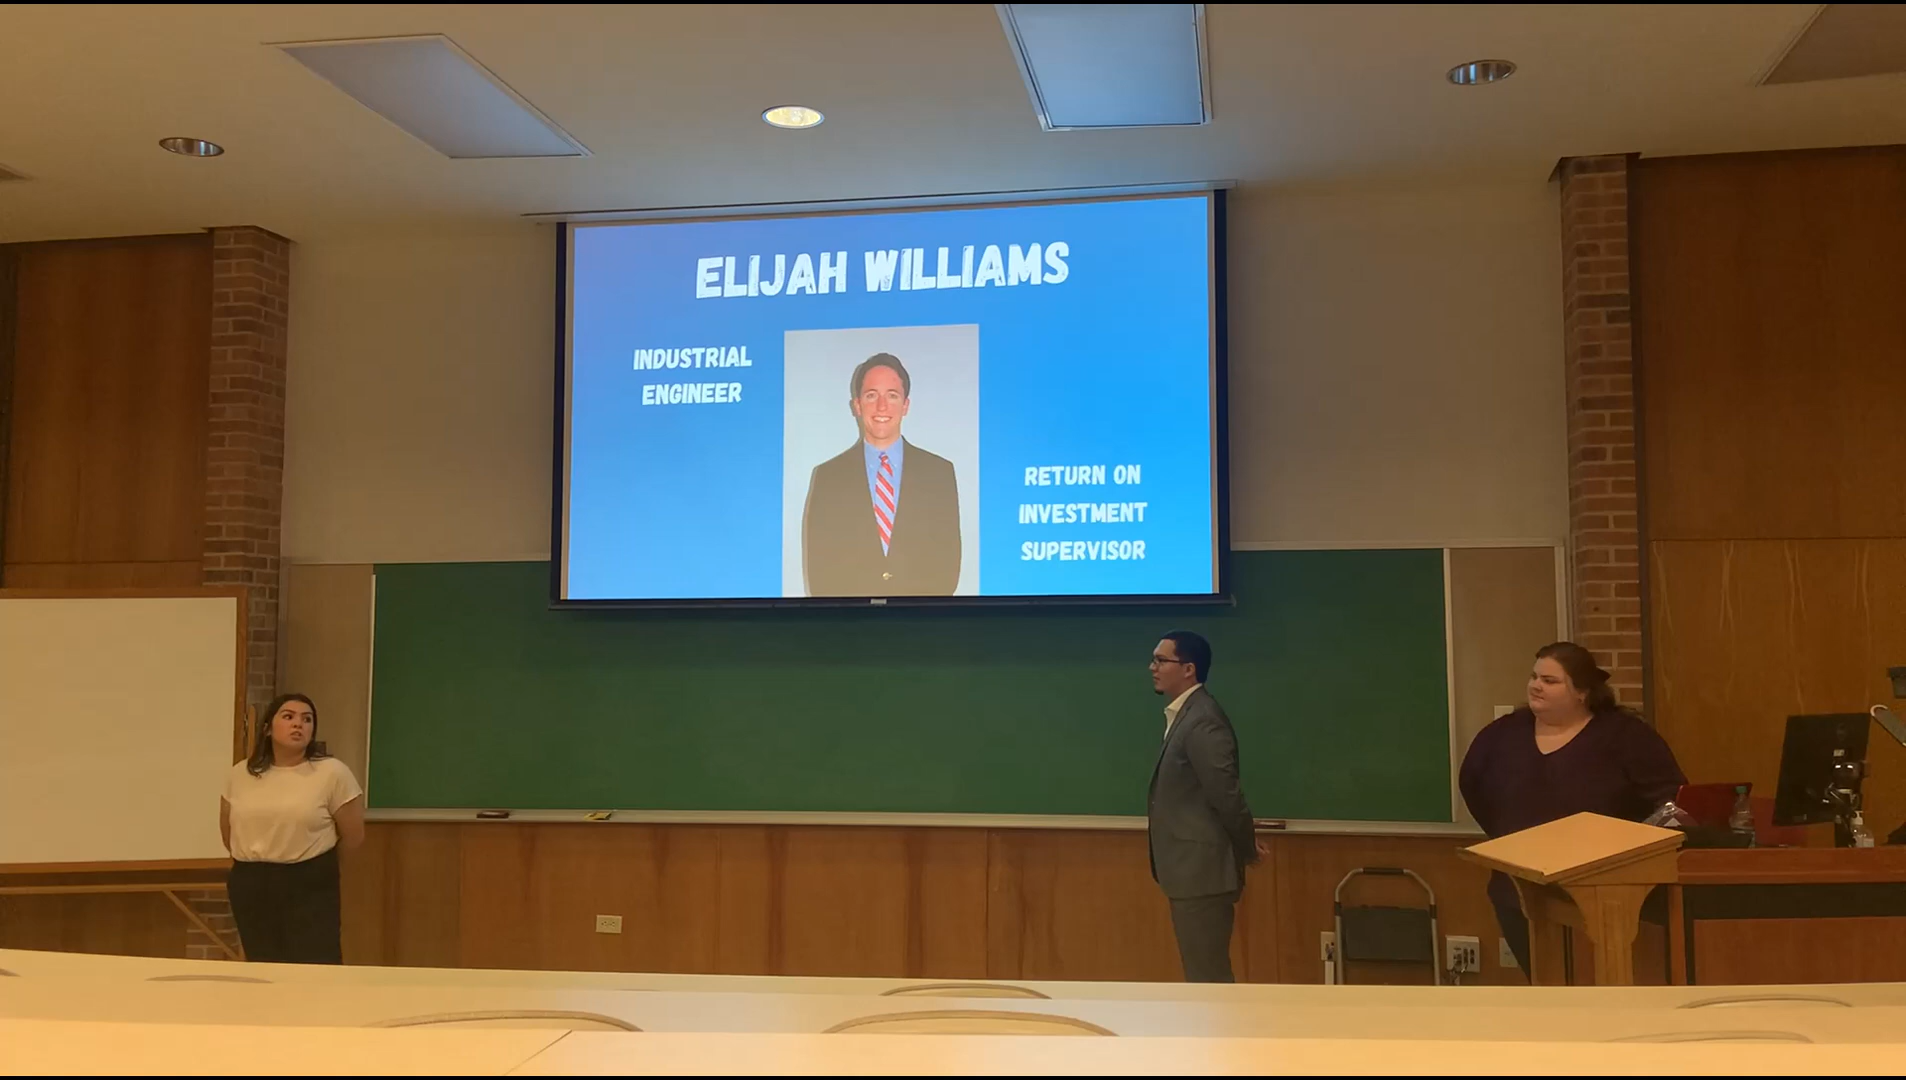 ELIJAH WILLIAMS
INDUSTRIAL
ENGINEER
RETURN ON
INVESTMENT
SUPERVISOR